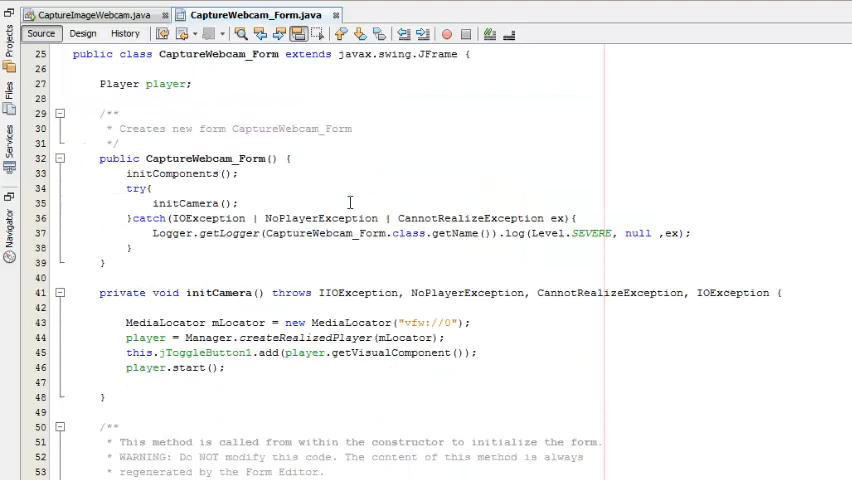 CaptureImageWebcam.java CaptureWebcam_Form.java
Source Design History
Projects
Files
Services
Navigator
25 public class CaptureWebcam_Form extends javax.swing.JFrame {
26
27 Player player;
28
29 /**
30 * Creates new form CaptureWebcam_Form
31 */
32 public CaptureWebcam_Form() {
33 initComponents();
34 try{
35 initCamera();
36 }catch(IOException | NoPlayerException | CannotRealizeException ex){
37 Logger.getLogger(CaptureWebcam_Form.class.getName()).log(Level.SEVERE, null ,ex);
38 }
39 }
40
41 private void initCamera() throws IIOException, NoPlayerException, CannotRealizeException, IOException {
42
43 MediaLocator mLocator = new MediaLocator("vfw://0");
44 player = Manager.createRealizedPlayer(mLocator);
45 this.jToggleButton1.add(player.getVisualComponent());
46 player.start();
47
48 }
49
50 /**
51 * This method is called from within the constructor to initialize the form.
52 * WARNING: Do NOT modify this code. The content of this method is always
53 * regenerated by the Form Editor.